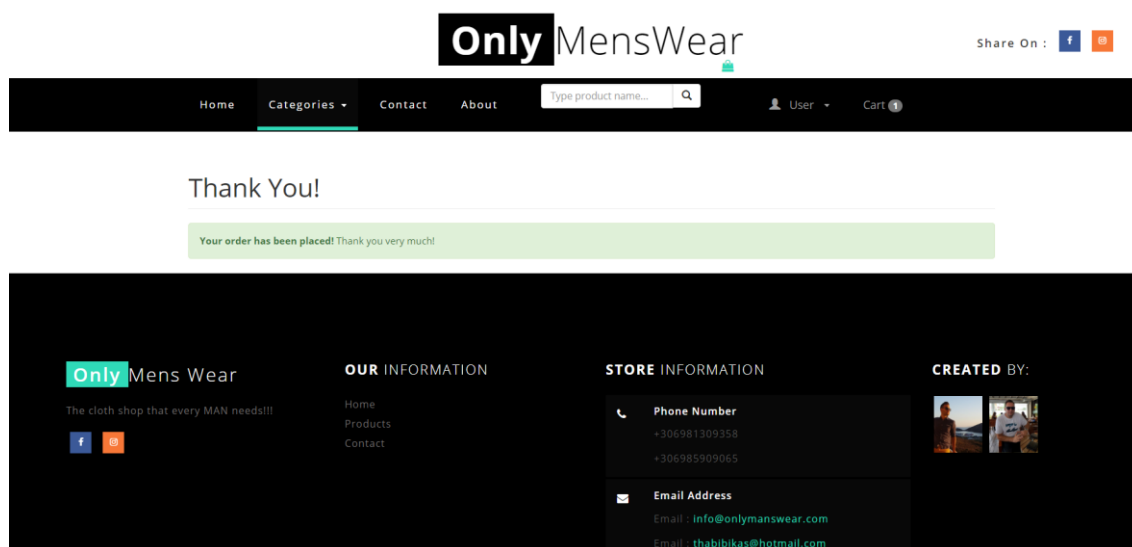 Only MensWear
Share On :
Home Categories Contact About Type product name... User Cart 1
Thank You!
Your order has been placed! Thank you very much!
Only Mens Wear
The cloth shop that every MAN needs!!!
OUR INFORMATION
Home
Products
Contact
STORE INFORMATION
Phone Number
+306981309358
+306985909065
Email Address
Email : info@onlymanswear.com
Email : thabibikas@hotmail.com
CREATED BY: